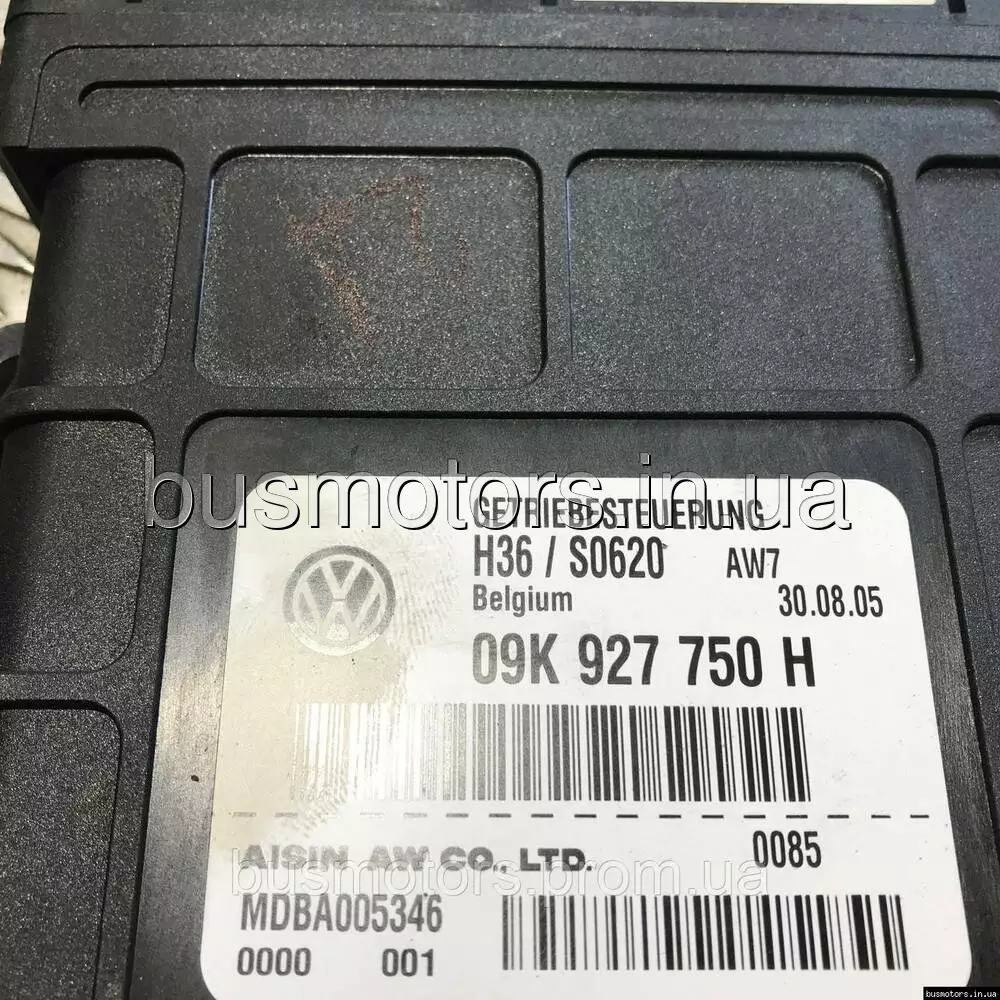 busmotors.in.ua
GETRIEBESTEUERUNG
H36 / S0620 AW7
Belgium 30.08.05
09K 927 750 H
0085
AISIN AW CO., LTD.
busmotors.prom.ua
MDBA005346
0000 001
busmotors.in.ua